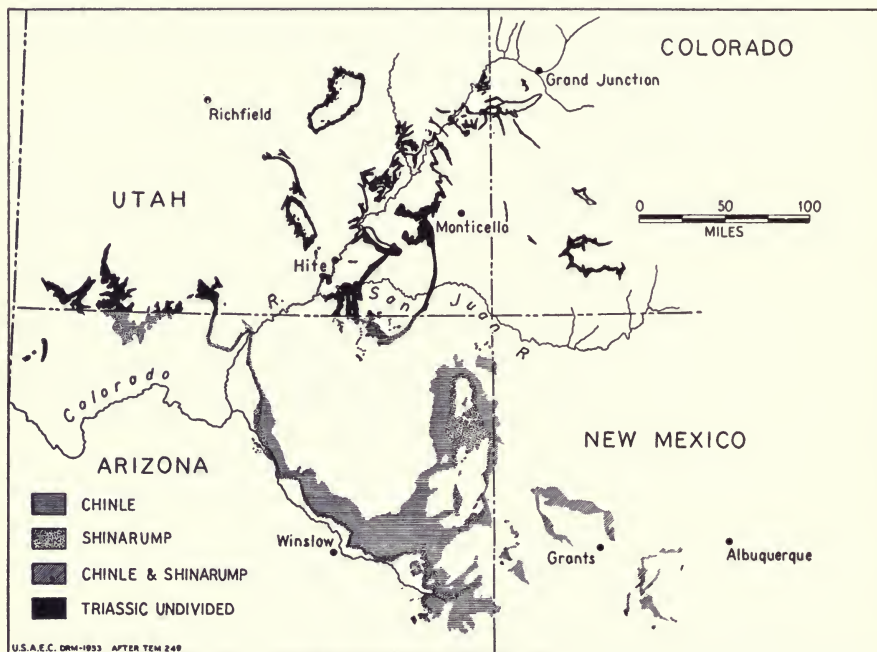 COLORADO
Grand Junction
Richfield
UTAH
0 50 100
MILES
Monticello
Hite
R.
San Juan R
Colorado
NEW MEXICO
ARIZONA
CHINLE
SHINARUMP
CHINLE & SHINARUMP
TRIASSIC UNDIVIDED
Winslow
Grants
Albuquerque
U.S.A.E.C. DRM-1953 AFTER TEM 249